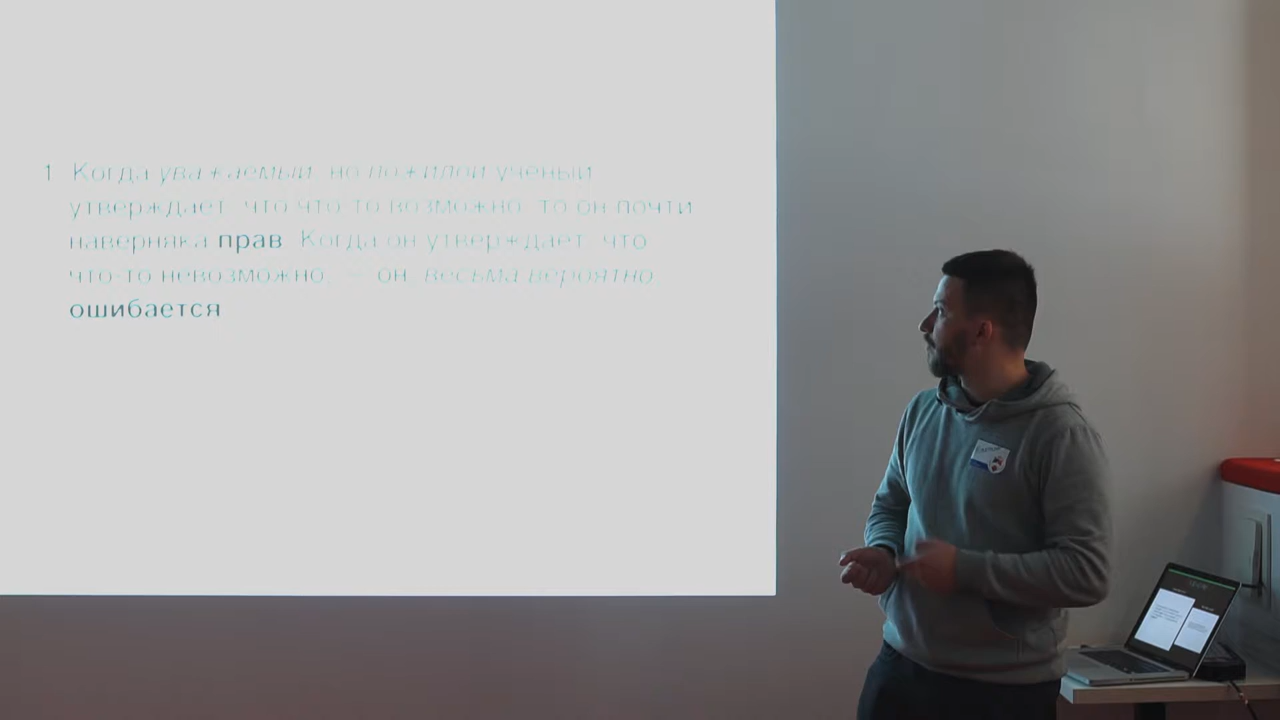 1 Когда уважаемый, но пожилой учёный
утверждает, что что-то возможно, то он почти
наверняка прав. Когда он утверждает, что
что-то невозможно, — он, весьма вероятно,
ошибается